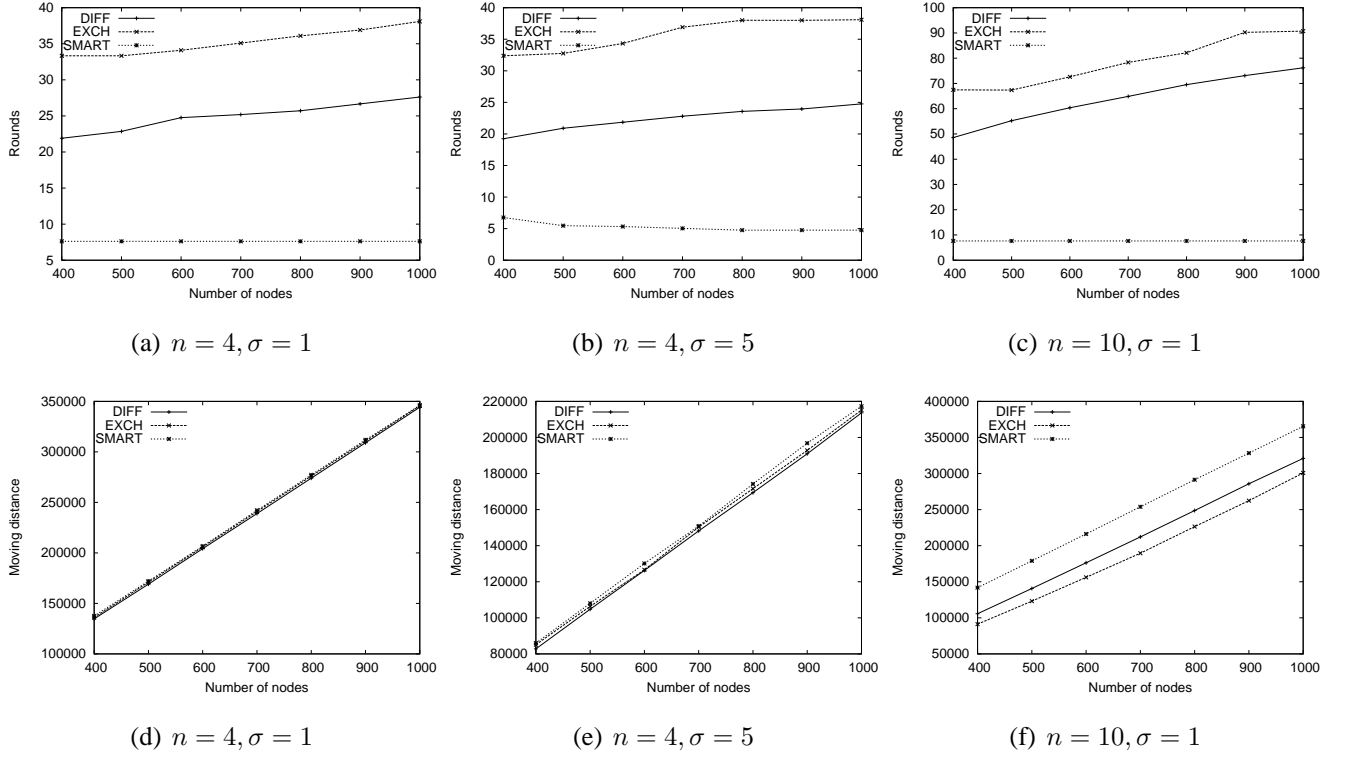 40
35
30
25
20
15
10
5
400 500 600 700 800 900 1000
Rounds
Number of nodes
DIFF
EXCH
SMART
(a) n = 4, σ = 1
40
35
30
25
20
15
10
5
0
400 500 600 700 800 900 1000
Rounds
Number of nodes
DIFF
EXCH
SMART
(b) n = 4, σ = 5
100
90
80
70
60
50
40
30
20
10
0
400 500 600 700 800 900 1000
Rounds
Number of nodes
DIFF
EXCH
SMART
(c) n = 10, σ = 1
350000
300000
250000
200000
150000
100000
400 500 600 700 800 900 1000
Moving distance
Number of nodes
DIFF
EXCH
SMART
(d) n = 4, σ = 1
220000
200000
180000
160000
140000
120000
100000
80000
400 500 600 700 800 900 1000
Moving distance
Number of nodes
DIFF
EXCH
SMART
(e) n = 4, σ = 5
400000
350000
300000
250000
200000
150000
100000
50000
400 500 600 700 800 900 1000
Moving distance
Number of nodes
DIFF
EXCH
SMART
(f) n = 10, σ = 1